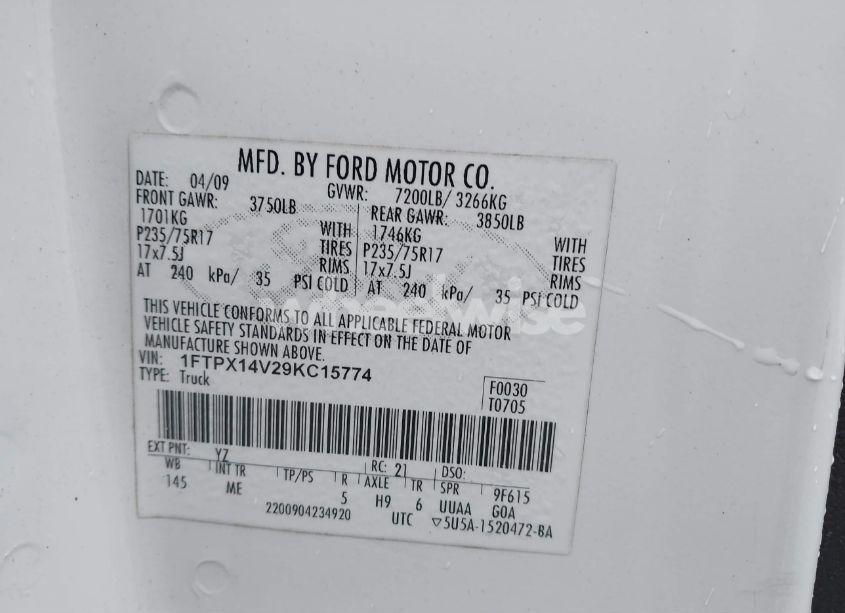 MFD. BY FORD MOTOR CO.
DATE: 04/09 GVWR: 7200LB/ 3266KG
FRONT GAWR: 3750LB REAR GAWR: 3850LB
1701KG WITH 1746KG WITH
P235/75R17 TIRES P235/75R17 TIRES
17x7.5J RIMS 17x7.5J RIMS
AT 240 kPa/ 35 PSI COLD AT 240 kPa/ 35 PSI COLD
THIS VEHICLE CONFORMS TO ALL APPLICABLE FEDERAL MOTOR
VEHICLE SAFETY STANDARDS IN EFFECT ON THE DATE OF
MANUFACTURE SHOWN ABOVE.
VIN: 1FTPX14V29KC15774
TYPE: Truck
F0030
T0705
EXT PNT: YZ RC: 21 DSO:
WB INT TR TP/PS R AXLE TR SPR 9F615
145 ME 5 H9 6 UUAA GOA
2200904234920 UTC ▽5U5A-1520472-BA
wheelwise